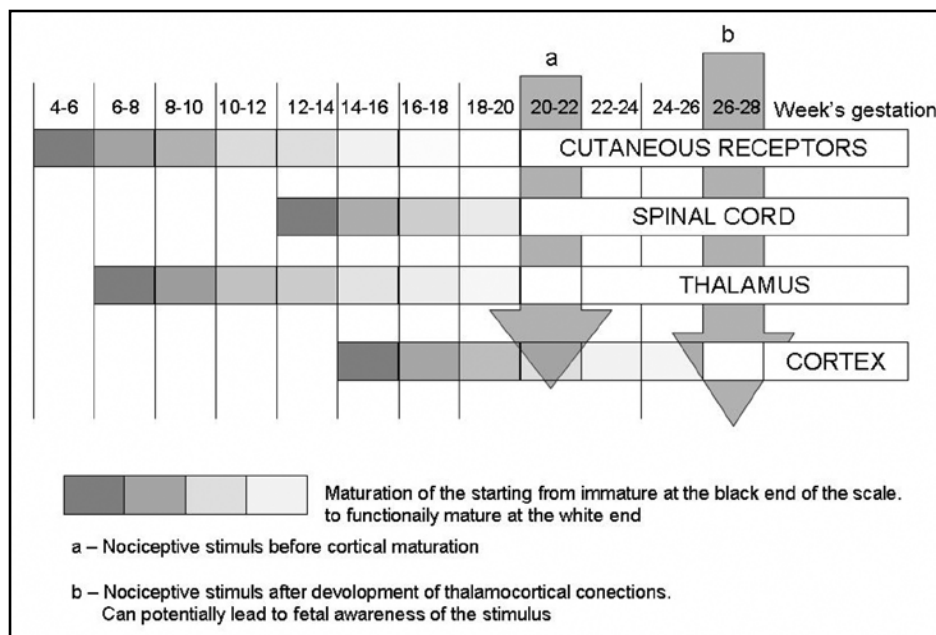 b
a
4-6 6-8 8-10 10-12 12-14 14-16 16-18 18-20 20-22 22-24 24-26 26-28 Week's gestation
CUTANEOUS RECEPTORS
SPINAL CORD
THALAMUS
CORTEX
Maturation of the starting from immature at the black end of the scale.
to functionaily mature at the white end
a – Nociceptive stimuls before cortical maturation
b – Nociceptive stimuls after devolopment of thalamocortical conections.
Can potentially lead to fetal awareness of the stimulus